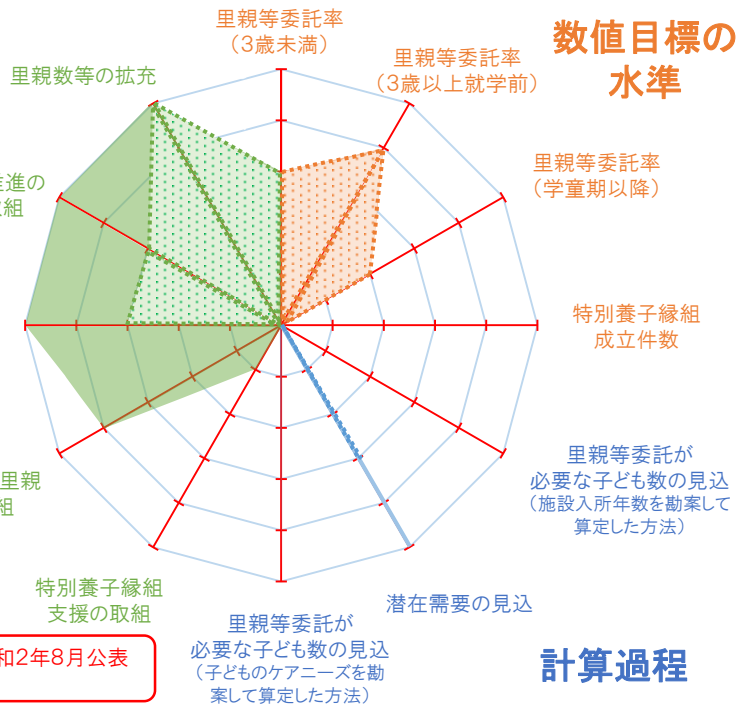 里親等委託率
（3歳未満）
数値目標の
水準
里親等委託率
（3歳以上就学前）
里親数等の拡充
里親等委託率
（学童期以降）
進の
組
特別養子縁組
成立件数
里親等委託が
必要な子ども数の見込
（施設入所年数を勘案して
算定した方法）
里親
組
特別養子縁組
支援の取組
潜在需要の見込
里親等委託が
必要な子ども数の見込
（子どものケアニーズを勘
案して算定した方法）
和2年8月公表
計算過程